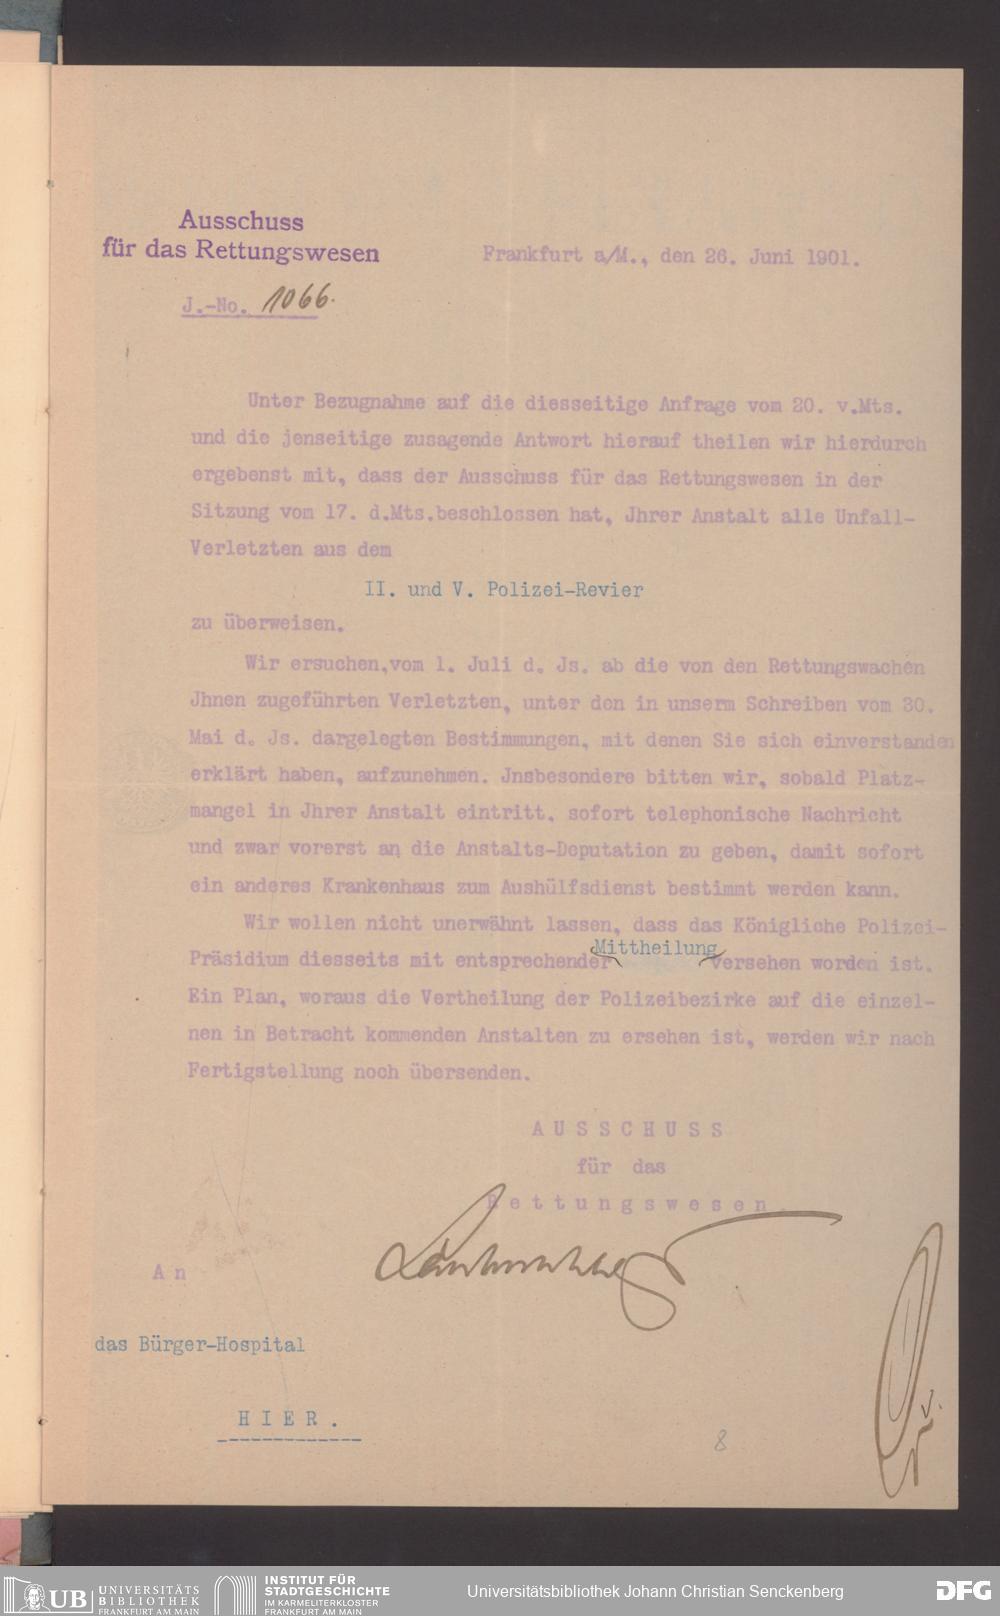 Ausschuss
für das Rettungswesen
Frankfurt a/M., den 26. Juni 1901.
J.-No. 1066.
Unter Bezugnahme auf die diesseitige Anfrage vom 20. v.Mts.
und die jenseitige zusagende Antwort hierauf theilen wir hierdurch
ergebenst mit, dass der Ausschuss für das Rettungswesen in der
Sitzung vom 17. d.Mts.beschlossen hat, Jhrer Anstalt alle Unfall-
Verletzten aus dem
II. und V. Polizei-Revier
zu überweisen.
Wir ersuchen,vom 1. Juli d. Js. ab die von den Rettungswachen
Jhnen zugeführten Verletzten, unter den in unserm Schreiben vom 30.
Mai d. Js. dargelegten Bestimmungen, mit denen Sie sich einverstanden
erklärt haben, aufzunehmen. Jnsbesondere bitten wir, sobald Platz-
mangel in Jhrer Anstalt eintritt, sofort telephonische Nachricht
und zwar vorerst an die Anstalts-Deputation zu geben, damit sofort
ein anderes Krankenhaus zum Aushülfsdienst bestimmt werden kann.
Wir wollen nicht unerwähnt lassen, dass das Königliche Polizei-
Präsidium diesseits mit entsprechender Mittheilung versehen worden ist.
Ein Plan, woraus die Vertheilung der Polizeibezirke auf die einzel-
nen in Betracht kommenden Anstalten zu ersehen ist, werden wir nach
Fertigstellung noch übersenden.
AUSSCHUSS
für das
Rettungswesen.
An
das Bürger-Hospital
HIER.
8
UB UNIVERSITÄTS
BIBLIOTHEK
FRANKFURT AM MAIN
INSTITUT FÜR
STADTGESCHICHTE
IM KARMELITERKLOSTER
FRANKFURT AM MAIN
Universitätsbibliothek Johann Christian Senckenberg
DFG